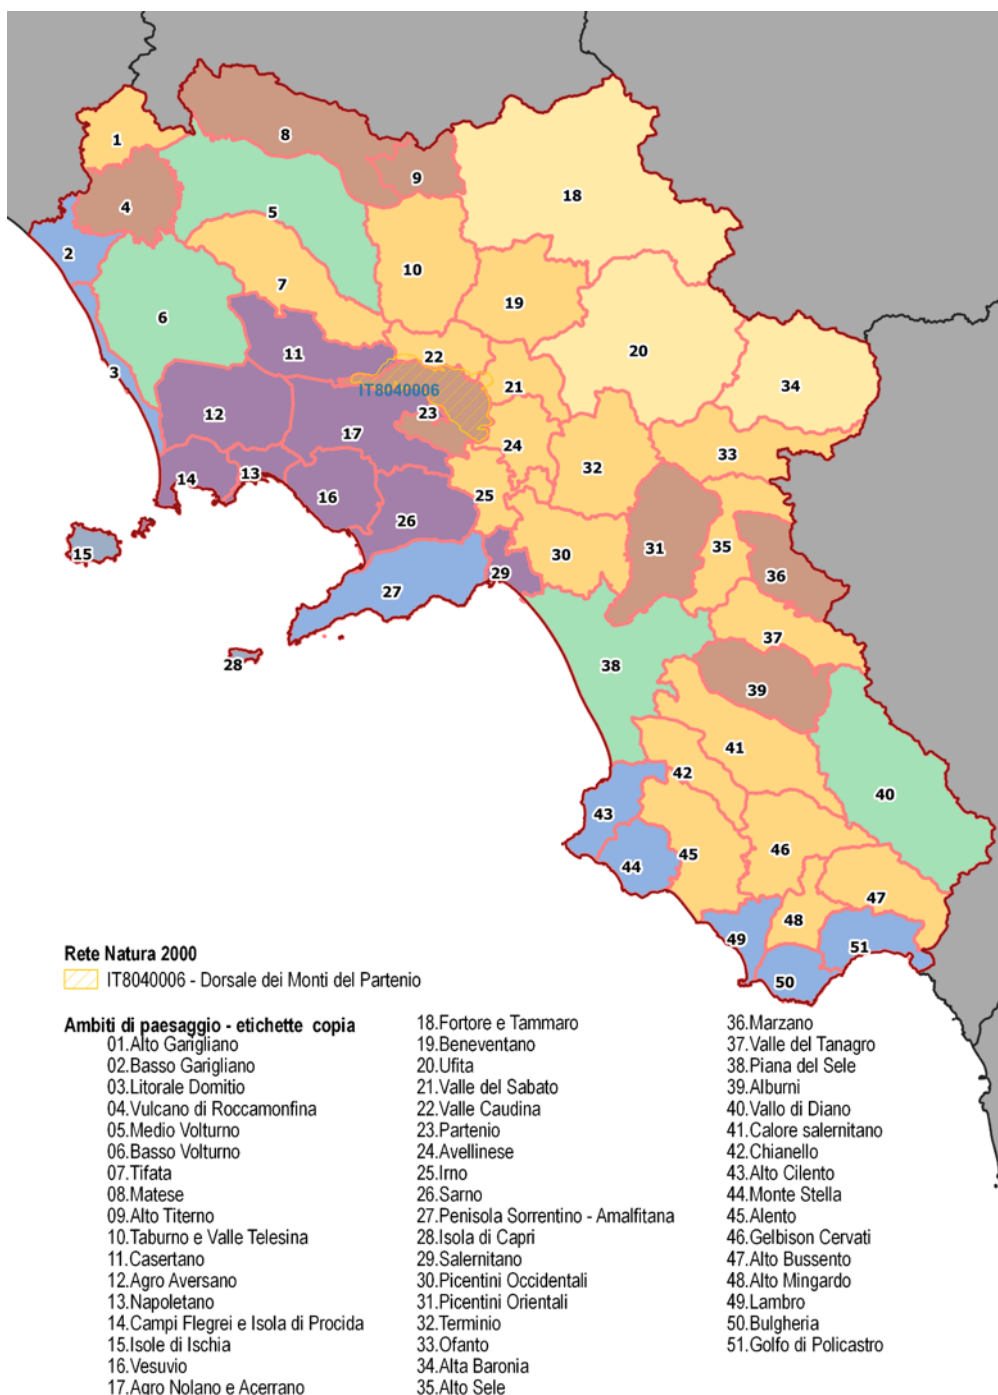 1
8
9
4
18
5
2
10
7
19
6
20
11
22
3
21
34
IT8040006
12
23
17
24
33
32
14
13
16
25
26
35
31
30
15
29
36
27
37
28
38
39
41
42
40
43
46
45
44
47
48
49
51
50
Rete Natura 2000
IT8040006 - Dorsale dei Monti del Partenio
Ambiti di paesaggio - etichette copia
01.Alto Garigliano
02.Basso Garigliano
03.Litorale Domitio
04.Vulcano di Roccamonfina
05.Medio Volturno
06.Basso Volturno
07.Tifata
08.Matese
09.Alto Titerno
10.Taburno e Valle Telesina
11.Casertano
12.Agro Aversano
13.Napoletano
14.Campi Flegrei e Isola di Procida
15.Isole di Ischia
16.Vesuvio
17.Agro Nolano e Acerrano
18.Fortore e Tammaro
19.Beneventano
20.Ufita
21.Valle del Sabato
22.Valle Caudina
23.Partenio
24.Avellinese
25.Irno
26.Sarno
27.Penisola Sorrentino - Amalfitana
28.Isola di Capri
29.Salernitano
30.Picentini Occidentali
31.Picentini Orientali
32.Terminio
33.Ofanto
34.Alta Baronia
35.Alto Sele
36.Marzano
37.Valle del Tanagro
38.Piana del Sele
39.Alburni
40.Vallo di Diano
41.Calore salernitano
42.Chianello
43.Alto Cilento
44.Monte Stella
45.Alento
46.Gelbison Cervati
47.Alto Bussento
48.Alto Mingardo
49.Lambro
50.Bulgheria
51.Golfo di Policastro